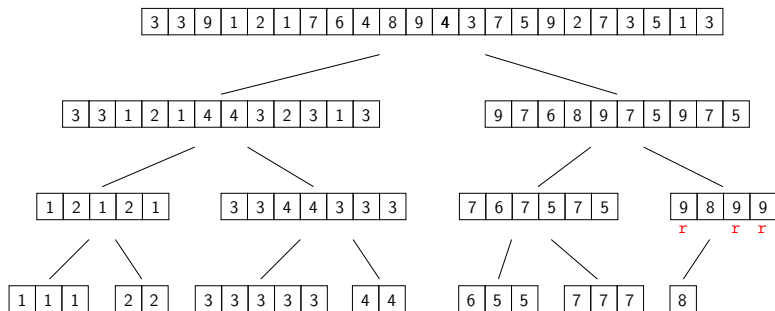 3 3 9 1 2 1 7 6 4 8 9 4 3 7 5 9 2 7 3 5 1 3
3 3 1 2 1 4 4 3 2 3 1 3 9 7 6 8 9 7 5 9 7 5
1 2 1 2 1 3 3 4 4 3 3 3 7 6 7 5 7 5 9 8 9 9
r r r
1 1 1 2 2 3 3 3 3 3 4 4 6 5 5 7 7 7 8